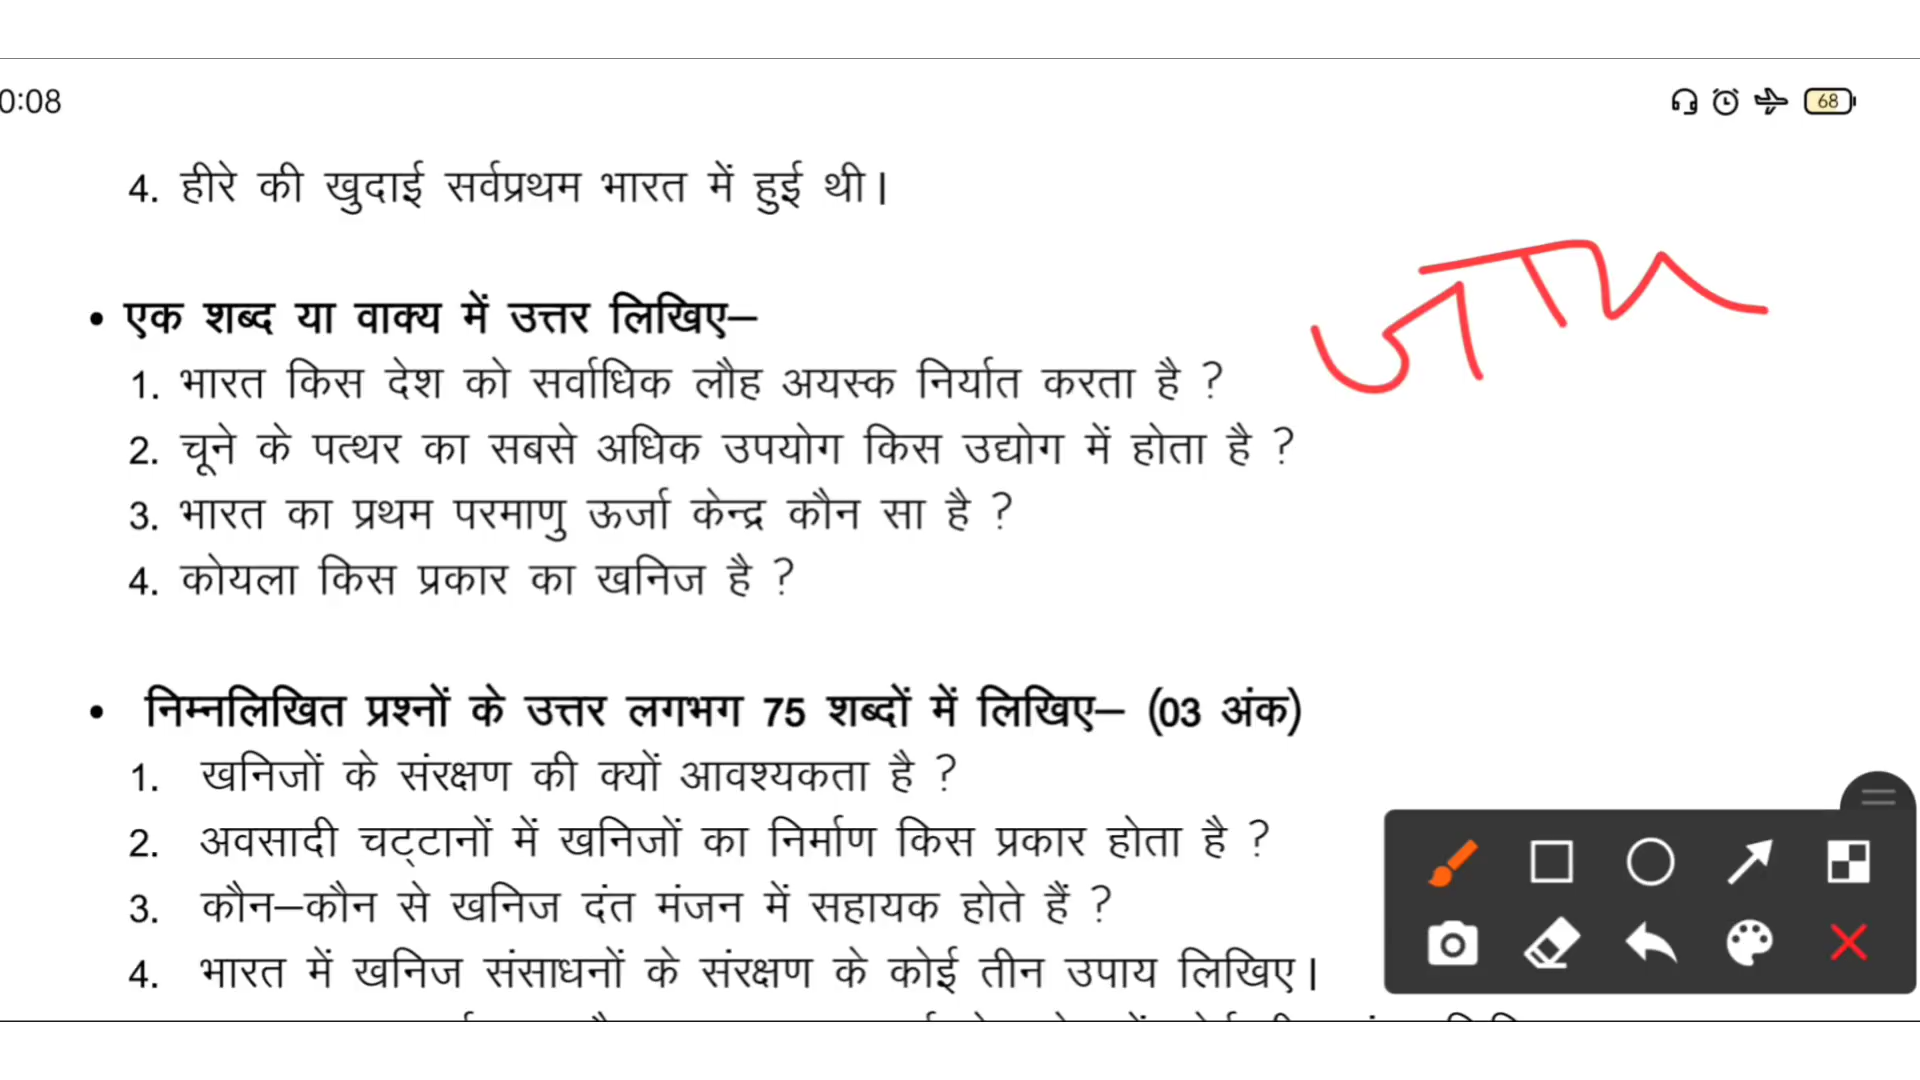 0:08
68
4. हीरे की खुदाई सर्वप्रथम भारत में हुई थी।
• एक शब्द या वाक्य में उत्तर लिखिए–
1. भारत किस देश को सर्वाधिक लौह अयस्क निर्यात करता है ?
2. चूने के पत्थर का सबसे अधिक उपयोग किस उद्योग में होता है ?
3. भारत का प्रथम परमाणु ऊर्जा केन्द्र कौन सा है ?
4. कोयला किस प्रकार का खनिज है ?
• निम्नलिखित प्रश्नों के उत्तर लगभग 75 शब्दों में लिखिए– (03 अंक)
1. खनिजों के संरक्षण की क्यों आवश्यकता है ?
2. अवसादी चट्‌टानों में खनिजों का निर्माण किस प्रकार होता है ?
3. कौन–कौन से खनिज दंत मंजन में सहायक होते हैं ?
4. भारत में खनिज संसाधनों के संरक्षण के कोई तीन उपाय लिखिए।